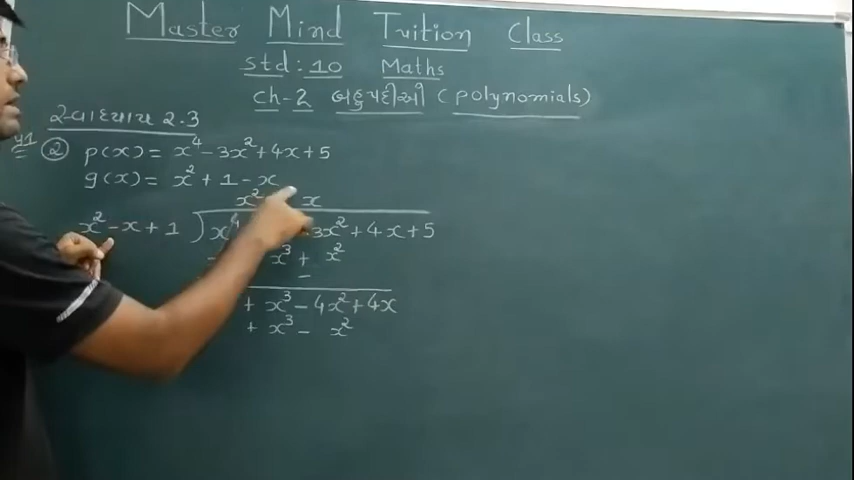 Master Mind Tuition Class
std : 10 Maths
ch-2 બહુપદીઓ (polynomials)
સ્વાધ્યાય 2.3
② p(x) = x⁴ - 3x² + 4x + 5
g(x) = x² + 1 - x
x² x
x² - x + 1 ) x⁴ 3x² + 4x + 5
x³ + x²
-
+ x³ - 4x² + 4x
+ x³ - x²